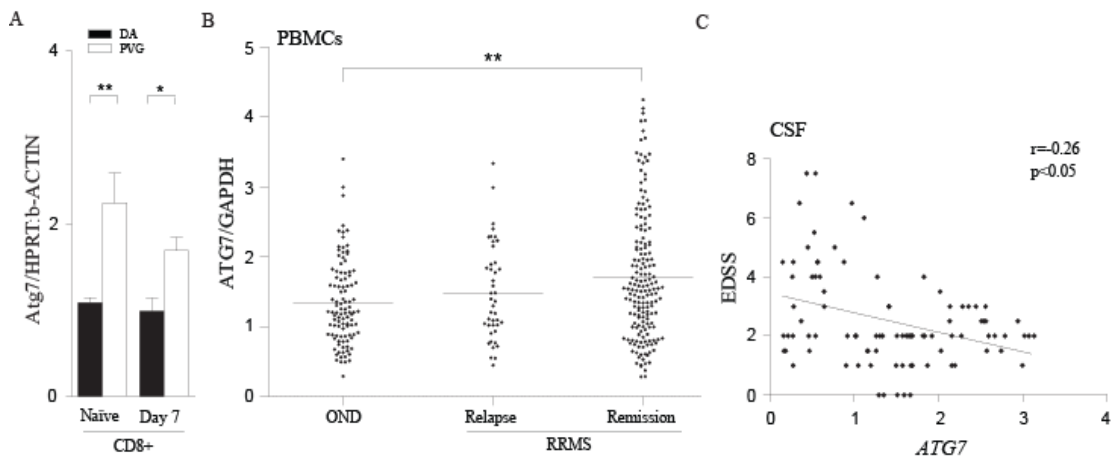 A
DA
PVG
4
2
0
Atg7/HPRT:b-ACTIN
** *
Naïve Day 7
CD8+
B
PBMCs
**
5
4
3
2
1
0
ATG7/GAPDH
OND Relapse Remission
RRMS
C
CSF
r=-0.26
p<0.05
8
6
4
2
0
EDSS
0 1 2 3 4
ATG7